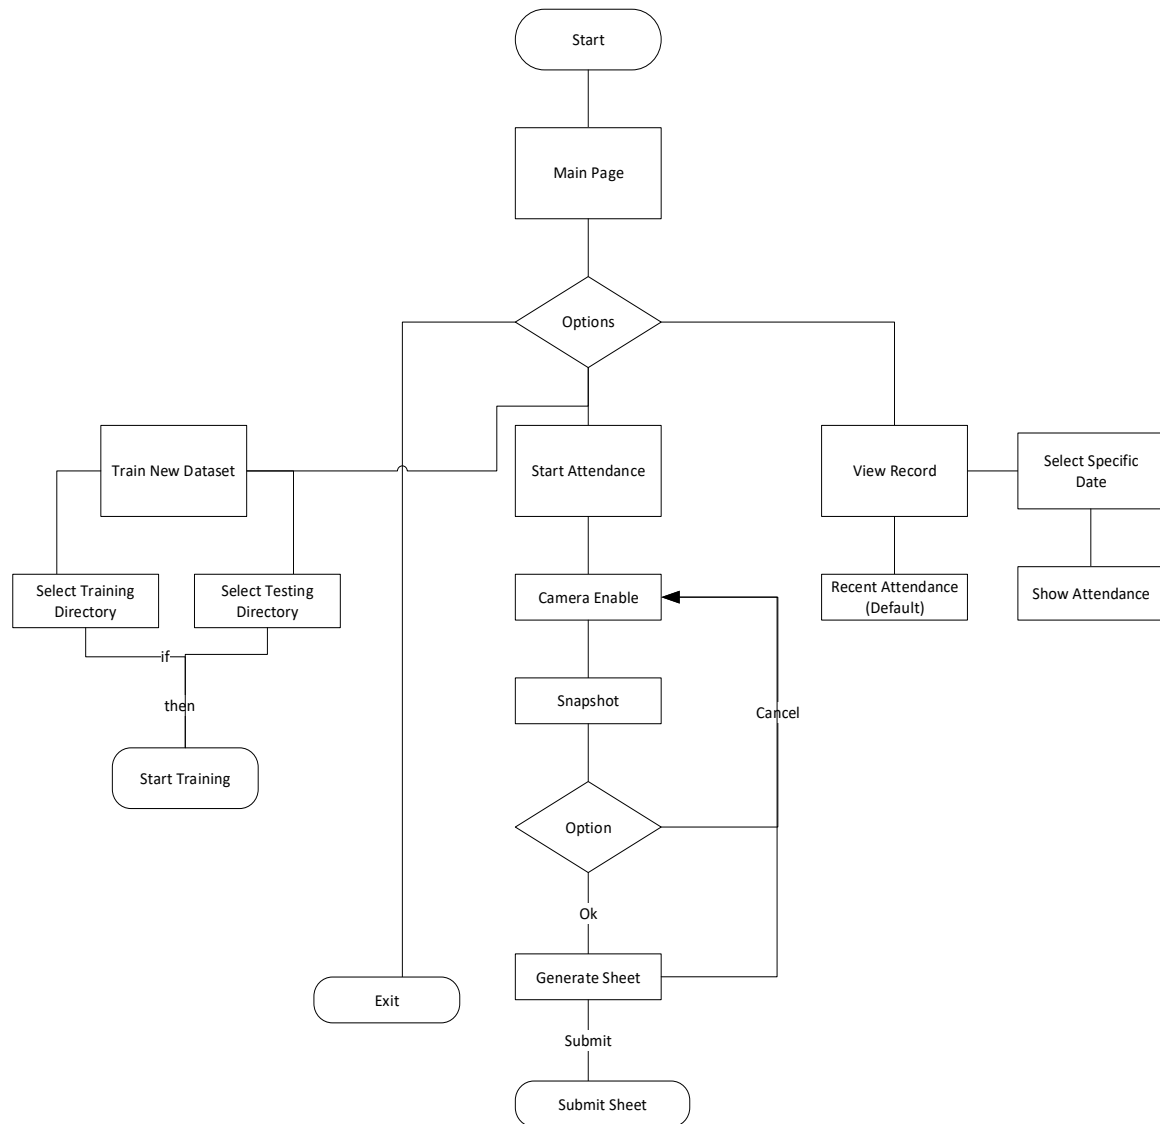 Start
Main Page
Options
Train New Dataset
Start Attendance
View Record
Select Specific
Date
Select Training
Directory
Select Testing
Directory
Camera Enable
Recent Attendance
(Default)
Show Attendance
if
then
Snapshot
Cancel
Start Training
Option
Ok
Generate Sheet
Exit
Submit
Submit Sheet